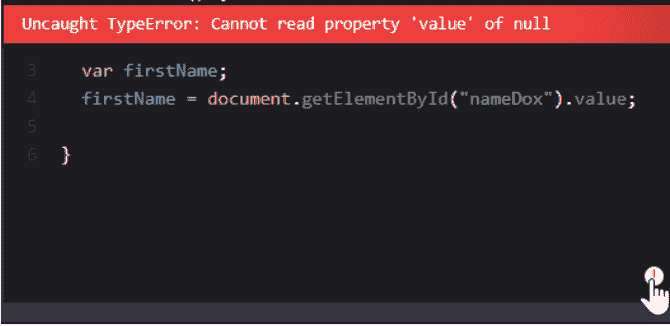 Uncaught TypeError: Cannot read property 'value' of null
3 var firstName;
4 firstName = document.getElementById("nameDox").value;
5
6 }